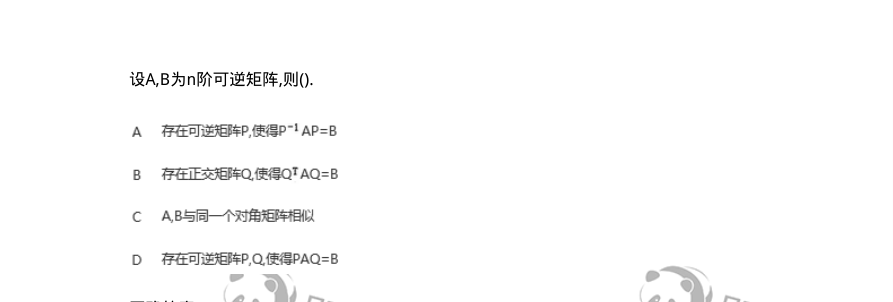 设A,B为n阶可逆矩阵,则().
A 存在可逆矩阵P,使得P⁻¹AP=B
B 存在正交矩阵Q,使得QᵀAQ=B
C A,B与同一个对角矩阵相似
D 存在可逆矩阵P,Q,使得PAQ=B